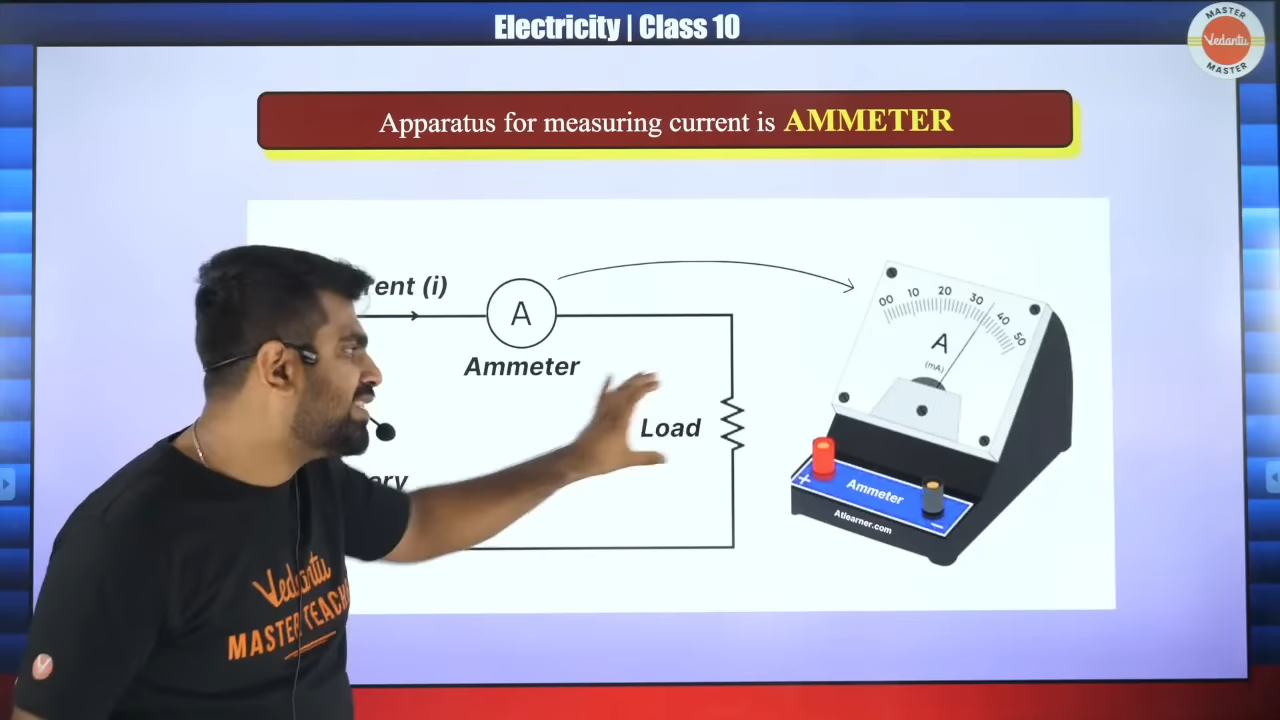 Electricity | Class 10
MASTER
Vedantu
MASTER
Apparatus for measuring current is AMMETER
rent (i)
A
Ammeter
Load
ery
00 10 20 30 40 50
A
(mA)
+ Ammeter -
Atlearner.com
Vedantu
MASTER TEACH